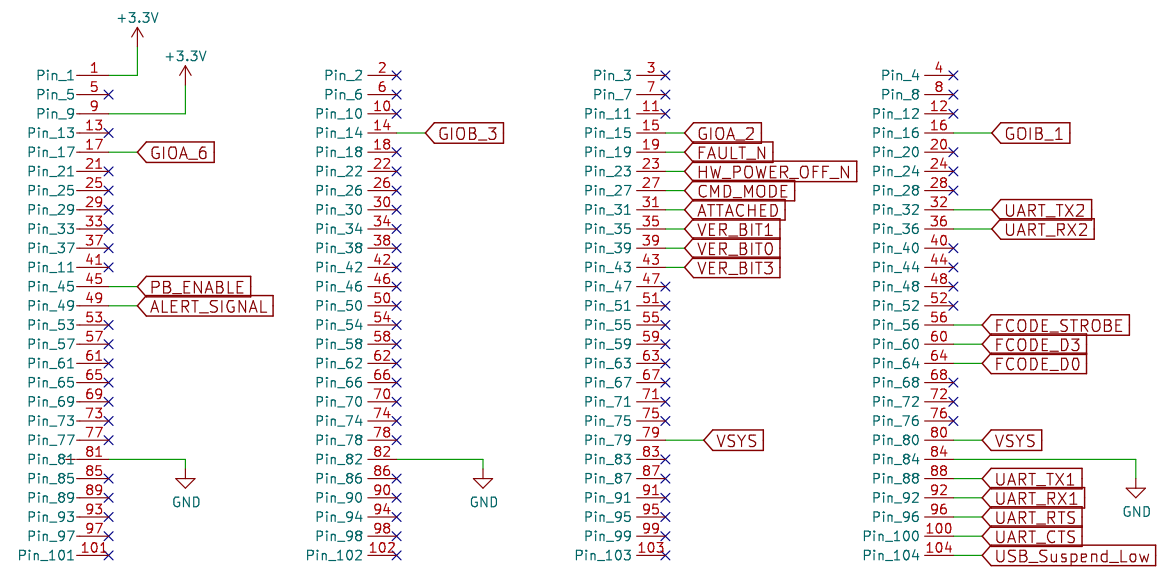 +3.3V
+3.3V
Pin_1 1
Pin_5 5
Pin_9 9
Pin_13 13
Pin_17 17 GIOA_6
Pin_21 21
Pin_25 25
Pin_29 29
Pin_33 33
Pin_37 37
Pin_11 41
Pin_45 45 PB_ENABLE
Pin_49 49 ALERT_SIGNAL
Pin_53 53
Pin_57 57
Pin_61 61
Pin_65 65
Pin_69 69
Pin_73 73
Pin_77 77
Pin_81 81
Pin_85 85
GND
Pin_89 89
Pin_93 93
Pin_97 97
Pin_101 101
Pin_2 2
Pin_6 6
Pin_10 10
Pin_14 14 GIOB_3
Pin_18 18
Pin_22 22
Pin_26 26
Pin_30 30
Pin_34 34
Pin_38 38
Pin_42 42
Pin_46 46
Pin_50 50
Pin_54 54
Pin_58 58
Pin_62 62
Pin_66 66
Pin_70 70
Pin_74 74
Pin_78 78
Pin_82 82
Pin_86 86
GND
Pin_90 90
Pin_94 94
Pin_98 98
Pin_102 102
Pin_3 3
Pin_7 7
Pin_11 11
Pin_15 15 GIOA_2
Pin_19 19 FAULT_N
Pin_23 23 HW_POWER_OFF_N
Pin_27 27 CMD_MODE
Pin_31 31 ATTACHED
Pin_35 35 VER_BIT1
Pin_39 39 VER_BIT0
Pin_43 43 VER_BIT3
Pin_47 47
Pin_51 51
Pin_55 55
Pin_59 59
Pin_63 63
Pin_67 67
Pin_71 71
Pin_75 75
Pin_79 79 VSYS
Pin_83 83
Pin_87 87
Pin_91 91
Pin_95 95
Pin_99 99
Pin_103 103
Pin_4 4
Pin_8 8
Pin_12 12
Pin_16 16 GOIB_1
Pin_20 20
Pin_24 24
Pin_28 28
Pin_32 32 UART_TX2
Pin_36 36 UART_RX2
Pin_40 40
Pin_44 44
Pin_48 48
Pin_52 52
Pin_56 56 FCODE_STROBE
Pin_60 60 FCODE_D3
Pin_64 64 FCODE_D0
Pin_68 68
Pin_72 72
Pin_76 76
Pin_80 80 VSYS
Pin_84 84
Pin_88 88 UART_TX1
Pin_92 92 UART_RX1
GND
Pin_96 96 UART_RTS
Pin_100 100 UART_CTS
Pin_104 104 USB_Suspend_Low